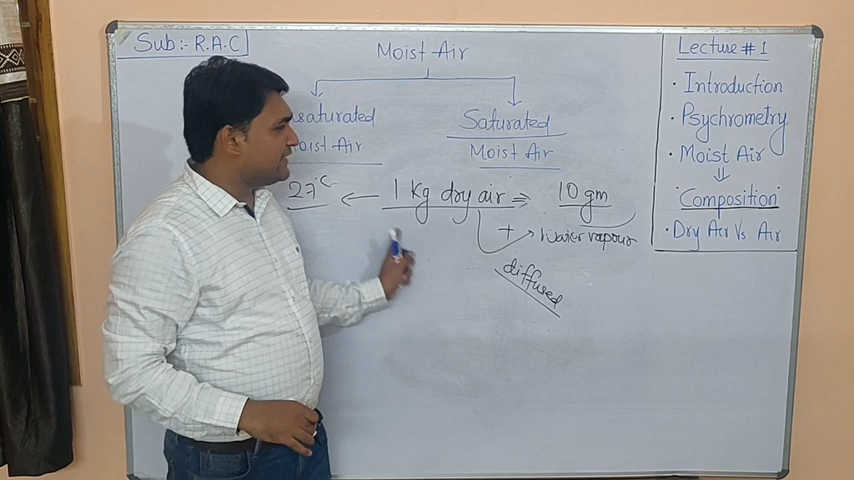 Sub:- R.A.C
Moist Air
saturated
Moist Air
Saturated
Moist Air
27°C ← 1 Kg dry air ⇒ 10 gm
+ → Water vapour
diffused
Lecture # 1
· Introduction
· Psychrometry
· Moist Air
⇓
"Composition"
· Dry Air Vs Air